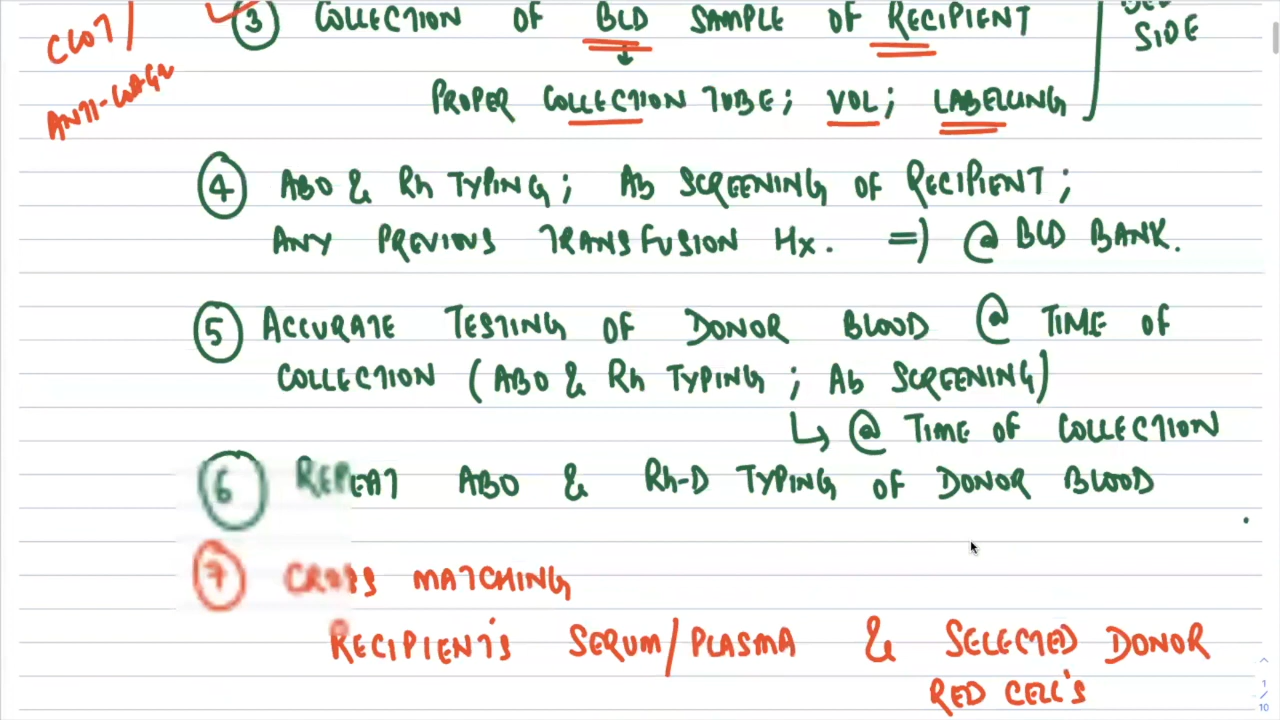 CLOT/
ANTI-COAGN
③ COLLECTION OF BLD SAMPLE OF RECIPIENT
SIDE
PROPER COLLECTION TUBE; VOL; LABELLING
④ ABO & Rh TYPING; Ab SCREENING OF RECIPIENT;
ANY PREVIOUS TRANSFUSION Hx. => @ BLD BANK.
⑤ ACCURATE TESTING OF DONOR BLOOD @ TIME OF
COLLECTION (ABO & Rh TYPING; Ab SCREENING)
↳ @ TIME OF COLLECTION
⑥ REPEAT ABO & Rh-D TYPING OF DONOR BLOOD
⑦ CROSS MATCHING
RECIPIENT'S SERUM/PLASMA & SELECTED DONOR
RED CELL'S
1
/
10